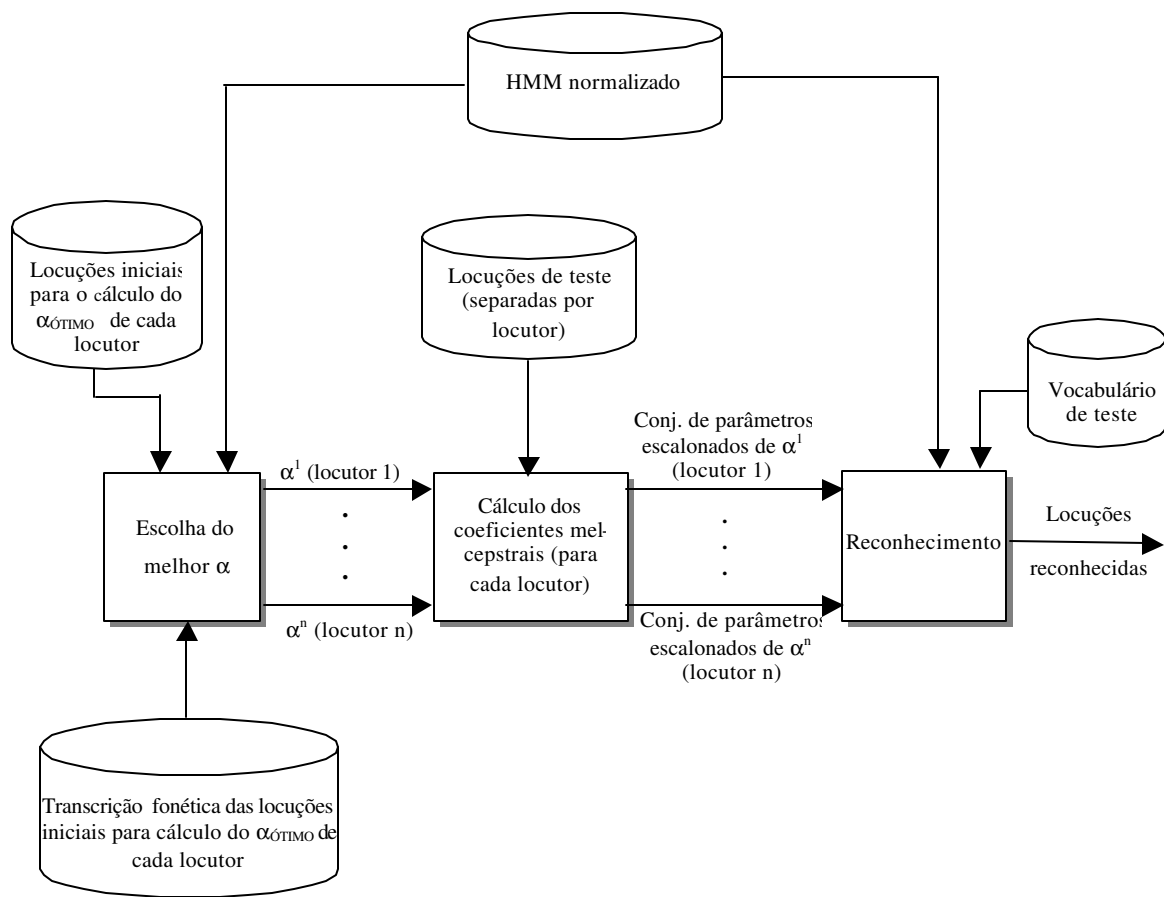 HMM normalizado
Locuções iniciais
para o cálculo do
αÓTIMO de cada
locutor
Locuções de teste
(separadas por
locutor)
Vocabulário
de teste
α¹ (locutor 1)
.
.
.
αⁿ (locutor n)
Escolha do
melhor α
Cálculo dos
coeficientes mel-
cepstrais (para
cada locutor)
Conj. de parâmetros
escalonados de α¹
(locutor 1)
.
.
.
Conj. de parâmetros
escalonados de αⁿ
(locutor n)
Reconhecimento
Locuções
reconhecidas
Transcrição fonética das locuções
iniciais para cálculo do αÓTIMO de
cada locutor